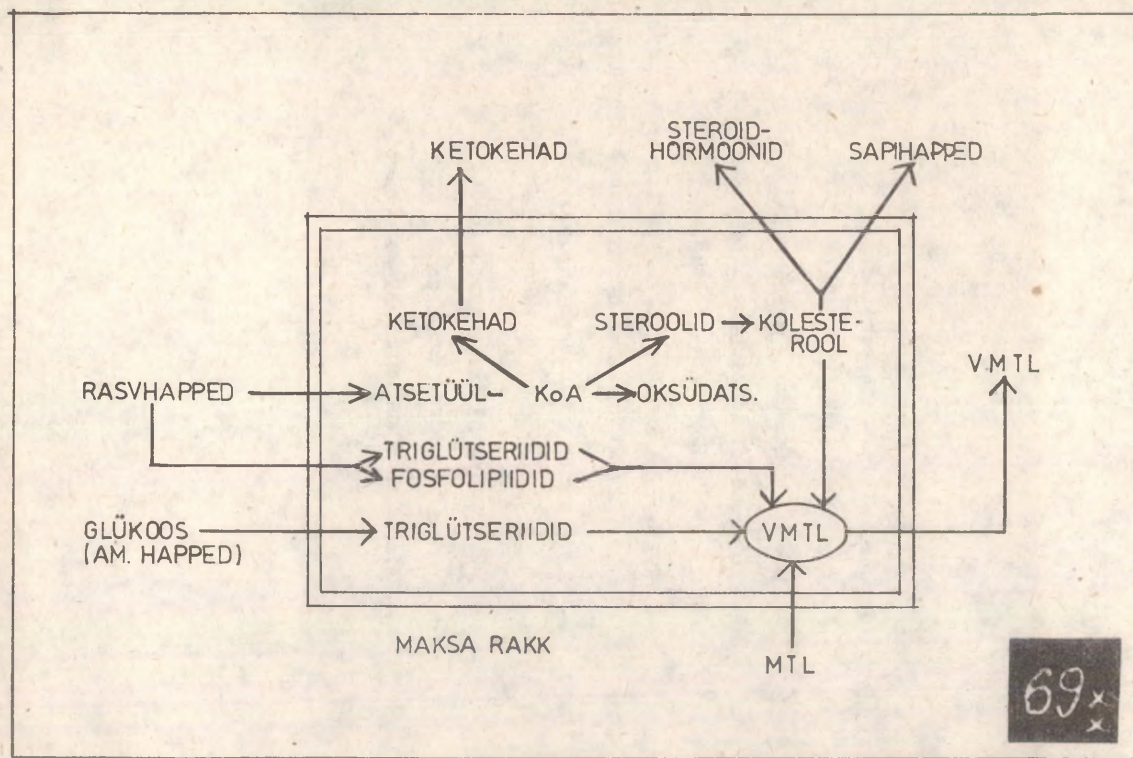 KETOKEHAD
STEROID-
HORMOONID
SAPIHAPPED
KETOKEHAD
STEROOLID
KOLESTE-
ROOL
VMTL
RASVHAPPED
ATSETÜÜL- KoA
OKSÜDATS.
TRIGLÜTSERIIDID
FOSFOLIPIIDID
GLÜKOOS
(AM. HAPPED)
TRIGLÜTSERIIDID
VMTL
MAKSA RAKK
MTL
69 x x